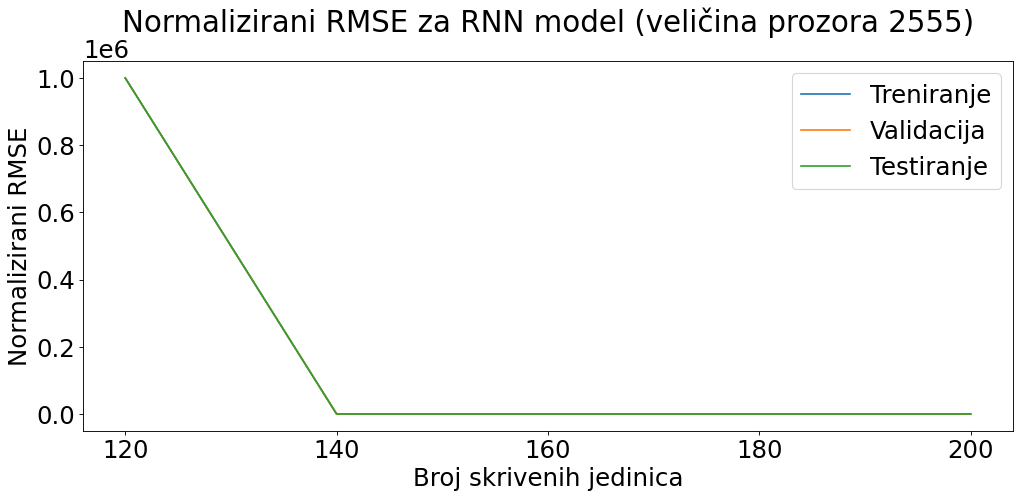 Normalizirani RMSE za RNN model (veličina prozora 2555)
1e6
1.0
0.8
0.6
0.4
0.2
0.0
Normalizirani RMSE
Treniranje
Validacija
Testiranje
120 140 160 180 200
Broj skrivenih jedinica